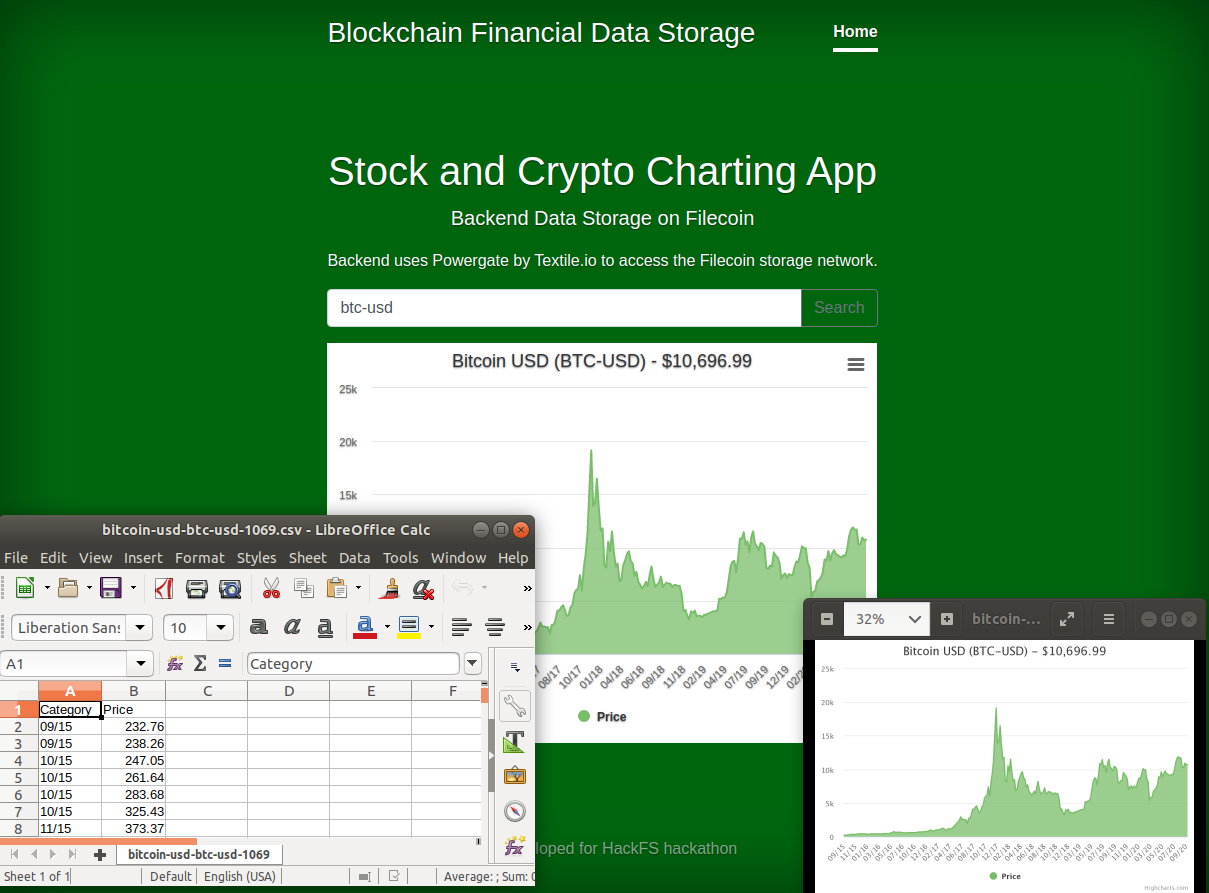 Blockchain Financial Data Storage
Home
Stock and Crypto Charting App
Backend Data Storage on Filecoin
Backend uses Powergate by Textile.io to access the Filecoin storage network.
btc-usd
Search
Bitcoin USD (BTC-USD) - $10,696.99
25k
20k
15k
08/17 10/17 01/18 04/18 06/18 09/18 11/18 02/19 04/19 07/19 09/19 12/19
Price
loped for HackFS hackathon
bitcoin-usd-btc-usd-1069.csv - LibreOffice Calc
File Edit View Insert Format Styles Sheet Data Tools Window Help
Liberation Sans
10
A1
Category
A B C D E F
1 Category Price
2 09/15 232.76
3 09/15 238.26
4 10/15 247.05
5 10/15 261.64
6 10/15 283.68
7 10/15 325.43
8 11/15 373.37
bitcoin-usd-btc-usd-1069
Sheet 1 of 1
Default
English (USA)
Average: ; Sum: 0
32%
bitcoin-...
Bitcoin USD (BTC-USD) - $10,696.99
25k
20k
15k
10k
5k
0
09/15 11/15 01/16 03/16 05/16 07/16 10/16 12/16 02/17 04/17 06/17 08/17 10/17 12/17 02/18 04/18 06/18 08/18 10/18 12/18 03/19 05/19 07/19 09/19 11/19 01/20 03/20 05/20 07/20 09/20
Price
Highcharts.com